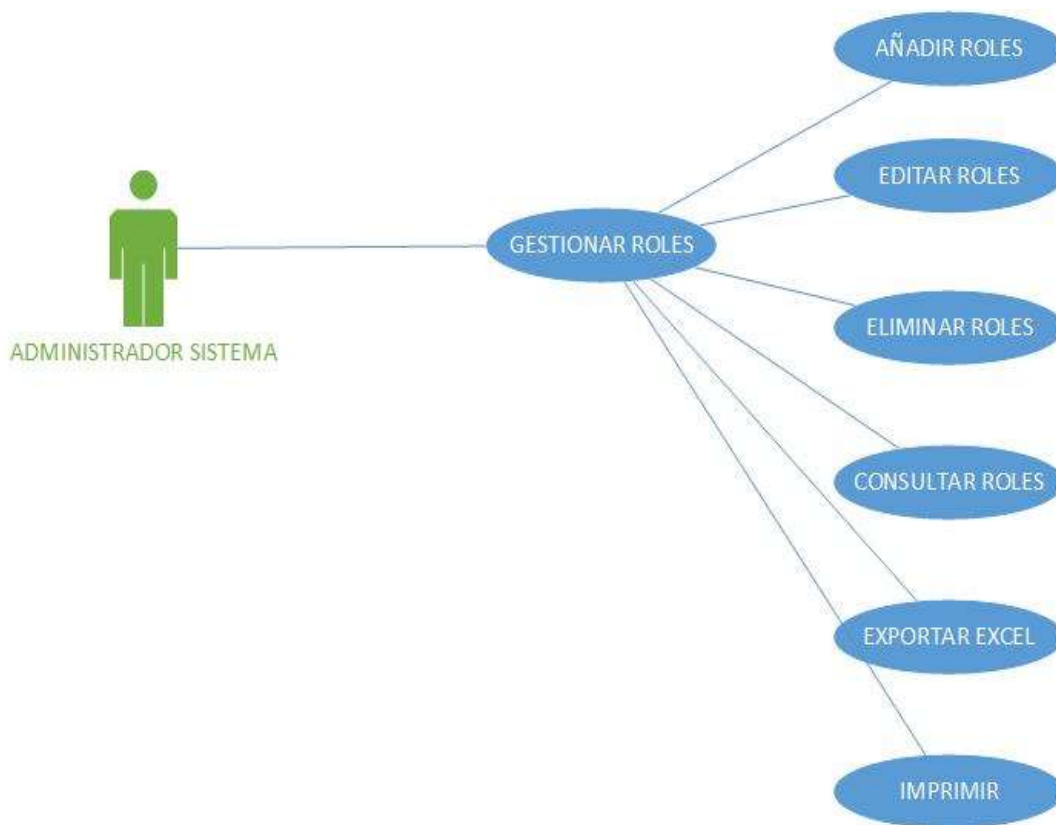 AÑADIR ROLES
EDITAR ROLES
GESTIONAR ROLES
ELIMINAR ROLES
ADMINISTRADOR SISTEMA
CONSULTAR ROLES
EXPORTAR EXCEL
IMPRIMIR